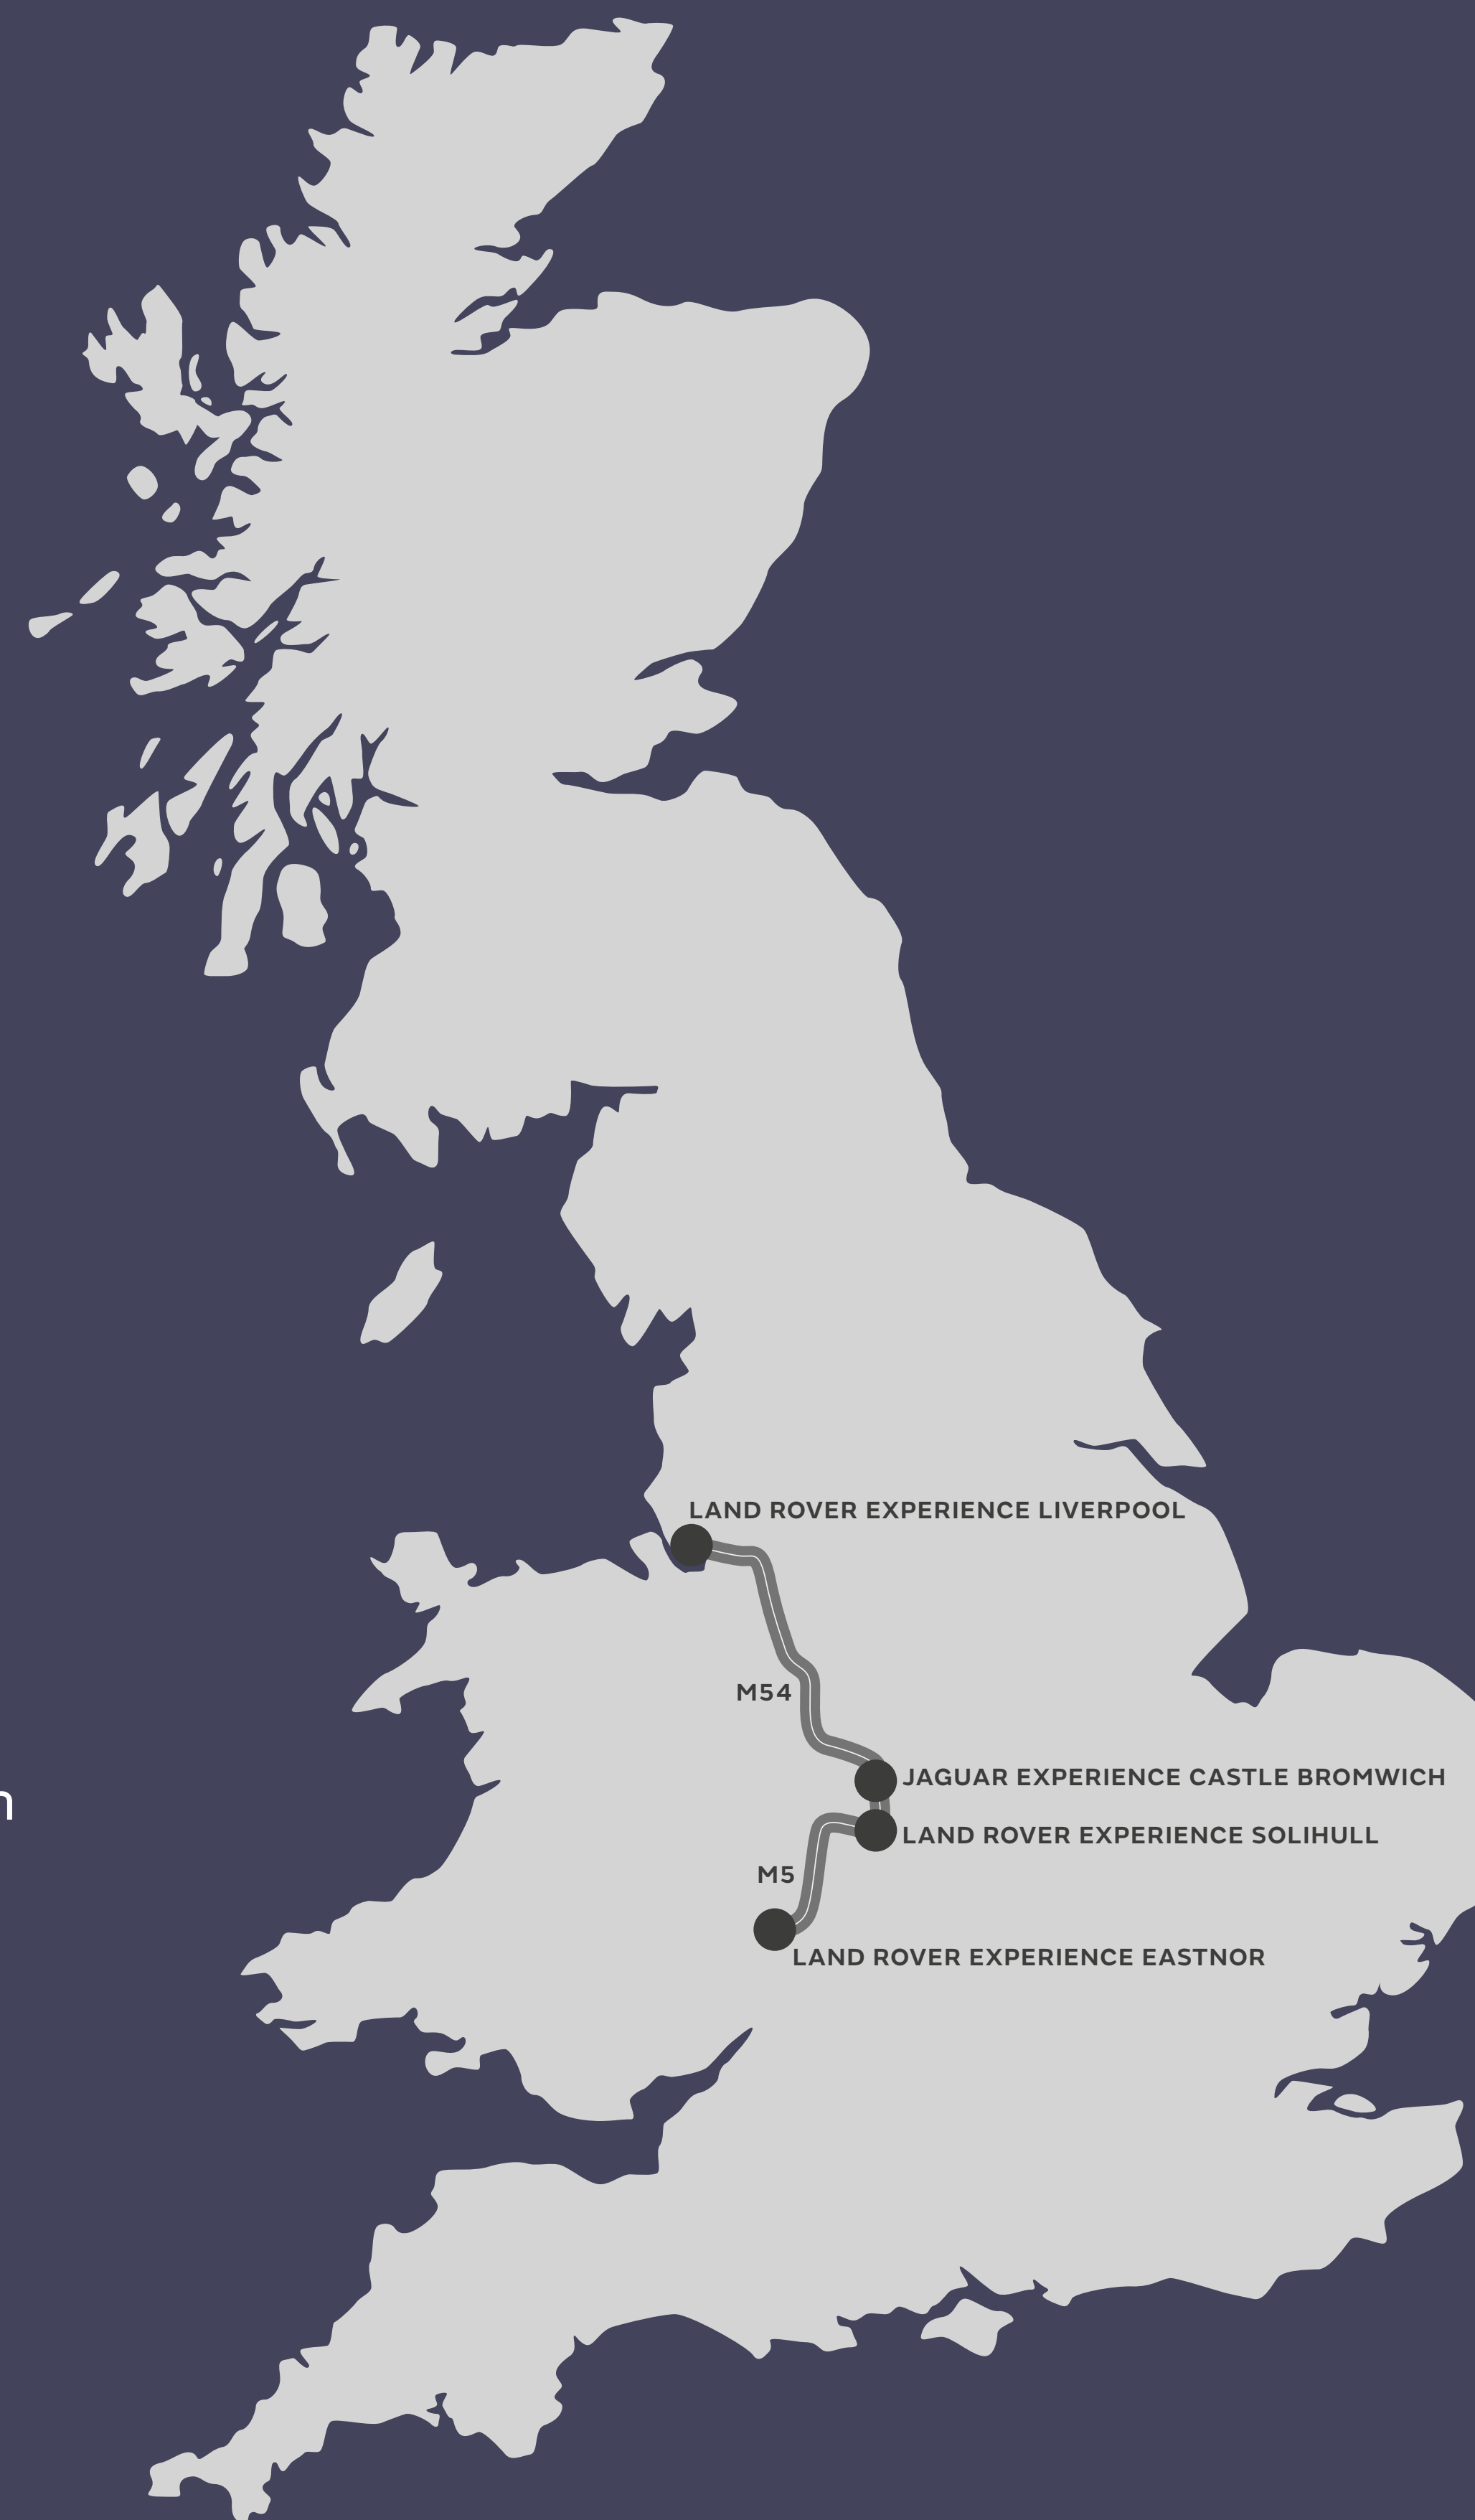 LAND ROVER EXPERIENCE LIVERPOOL
M54
JAGUAR EXPERIENCE CASTLE BROMWICH
n
LAND ROVER EXPERIENCE SOLIHULL
M5
LAND ROVER EXPERIENCE EASTNOR